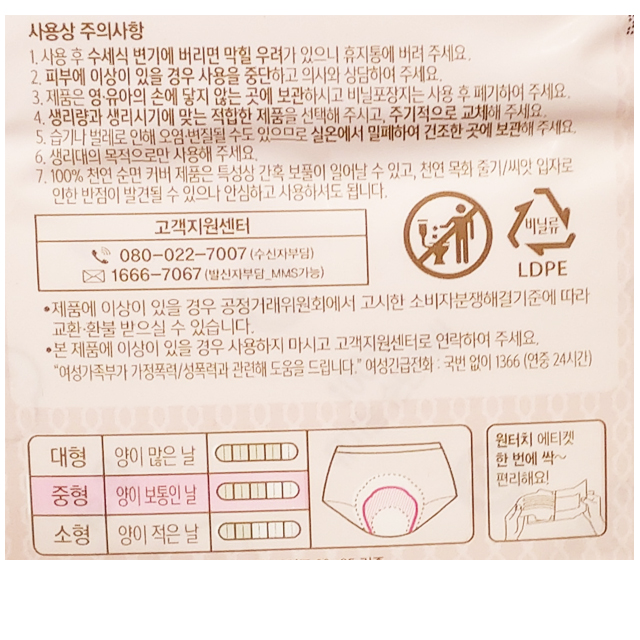 사용상 주의사항
1. 사용 후 수세식 변기에 버리면 막힐 우려가 있으니 휴지통에 버려 주세요.
2. 피부에 이상이 있을 경우 사용을 중단하고 의사와 상담하여 주세요.
3. 제품은 영·유아의 손에 닿지 않는 곳에 보관하시고 비닐포장지는 사용 후 폐기하여 주세요.
4. 생리량과 생리시기에 맞는 적합한 제품을 선택해 주시고, 주기적으로 교체해 주세요.
5. 습기나 벌레로 인해 오염·변질될 수도 있으므로 실온에서 밀폐하여 건조한 곳에 보관해 주세요.
6. 생리대의 목적으로만 사용해 주세요.
7. 100% 천연 순면 커버 제품은 특성상 간혹 보풀이 일어날 수 있고, 천연 목화 줄기/씨앗 입자로
인한 반점이 발견될 수 있으나 안심하고 사용하셔도 됩니다.
고객지원센터
080-022-7007 (수신자부담)
1666-7067 (발신자부담_MMS가능)
비닐류
LDPE
•제품에 이상이 있을 경우 공정거래위원회에서 고시한 소비자분쟁해결기준에 따라
교환·환불 받으실 수 있습니다.
•본 제품에 이상이 있을 경우 사용하지 마시고 고객지원센터로 연락하여 주세요.
"여성가족부가 가정폭력/성폭력과 관련해 도움을 드립니다." 여성긴급전화 : 국번 없이 1366 (연중 24시간)
대형 양이 많은 날
중형 양이 보통인 날
소형 양이 적은 날
원터치 에티켓
한 번에 싹~
편리해요!